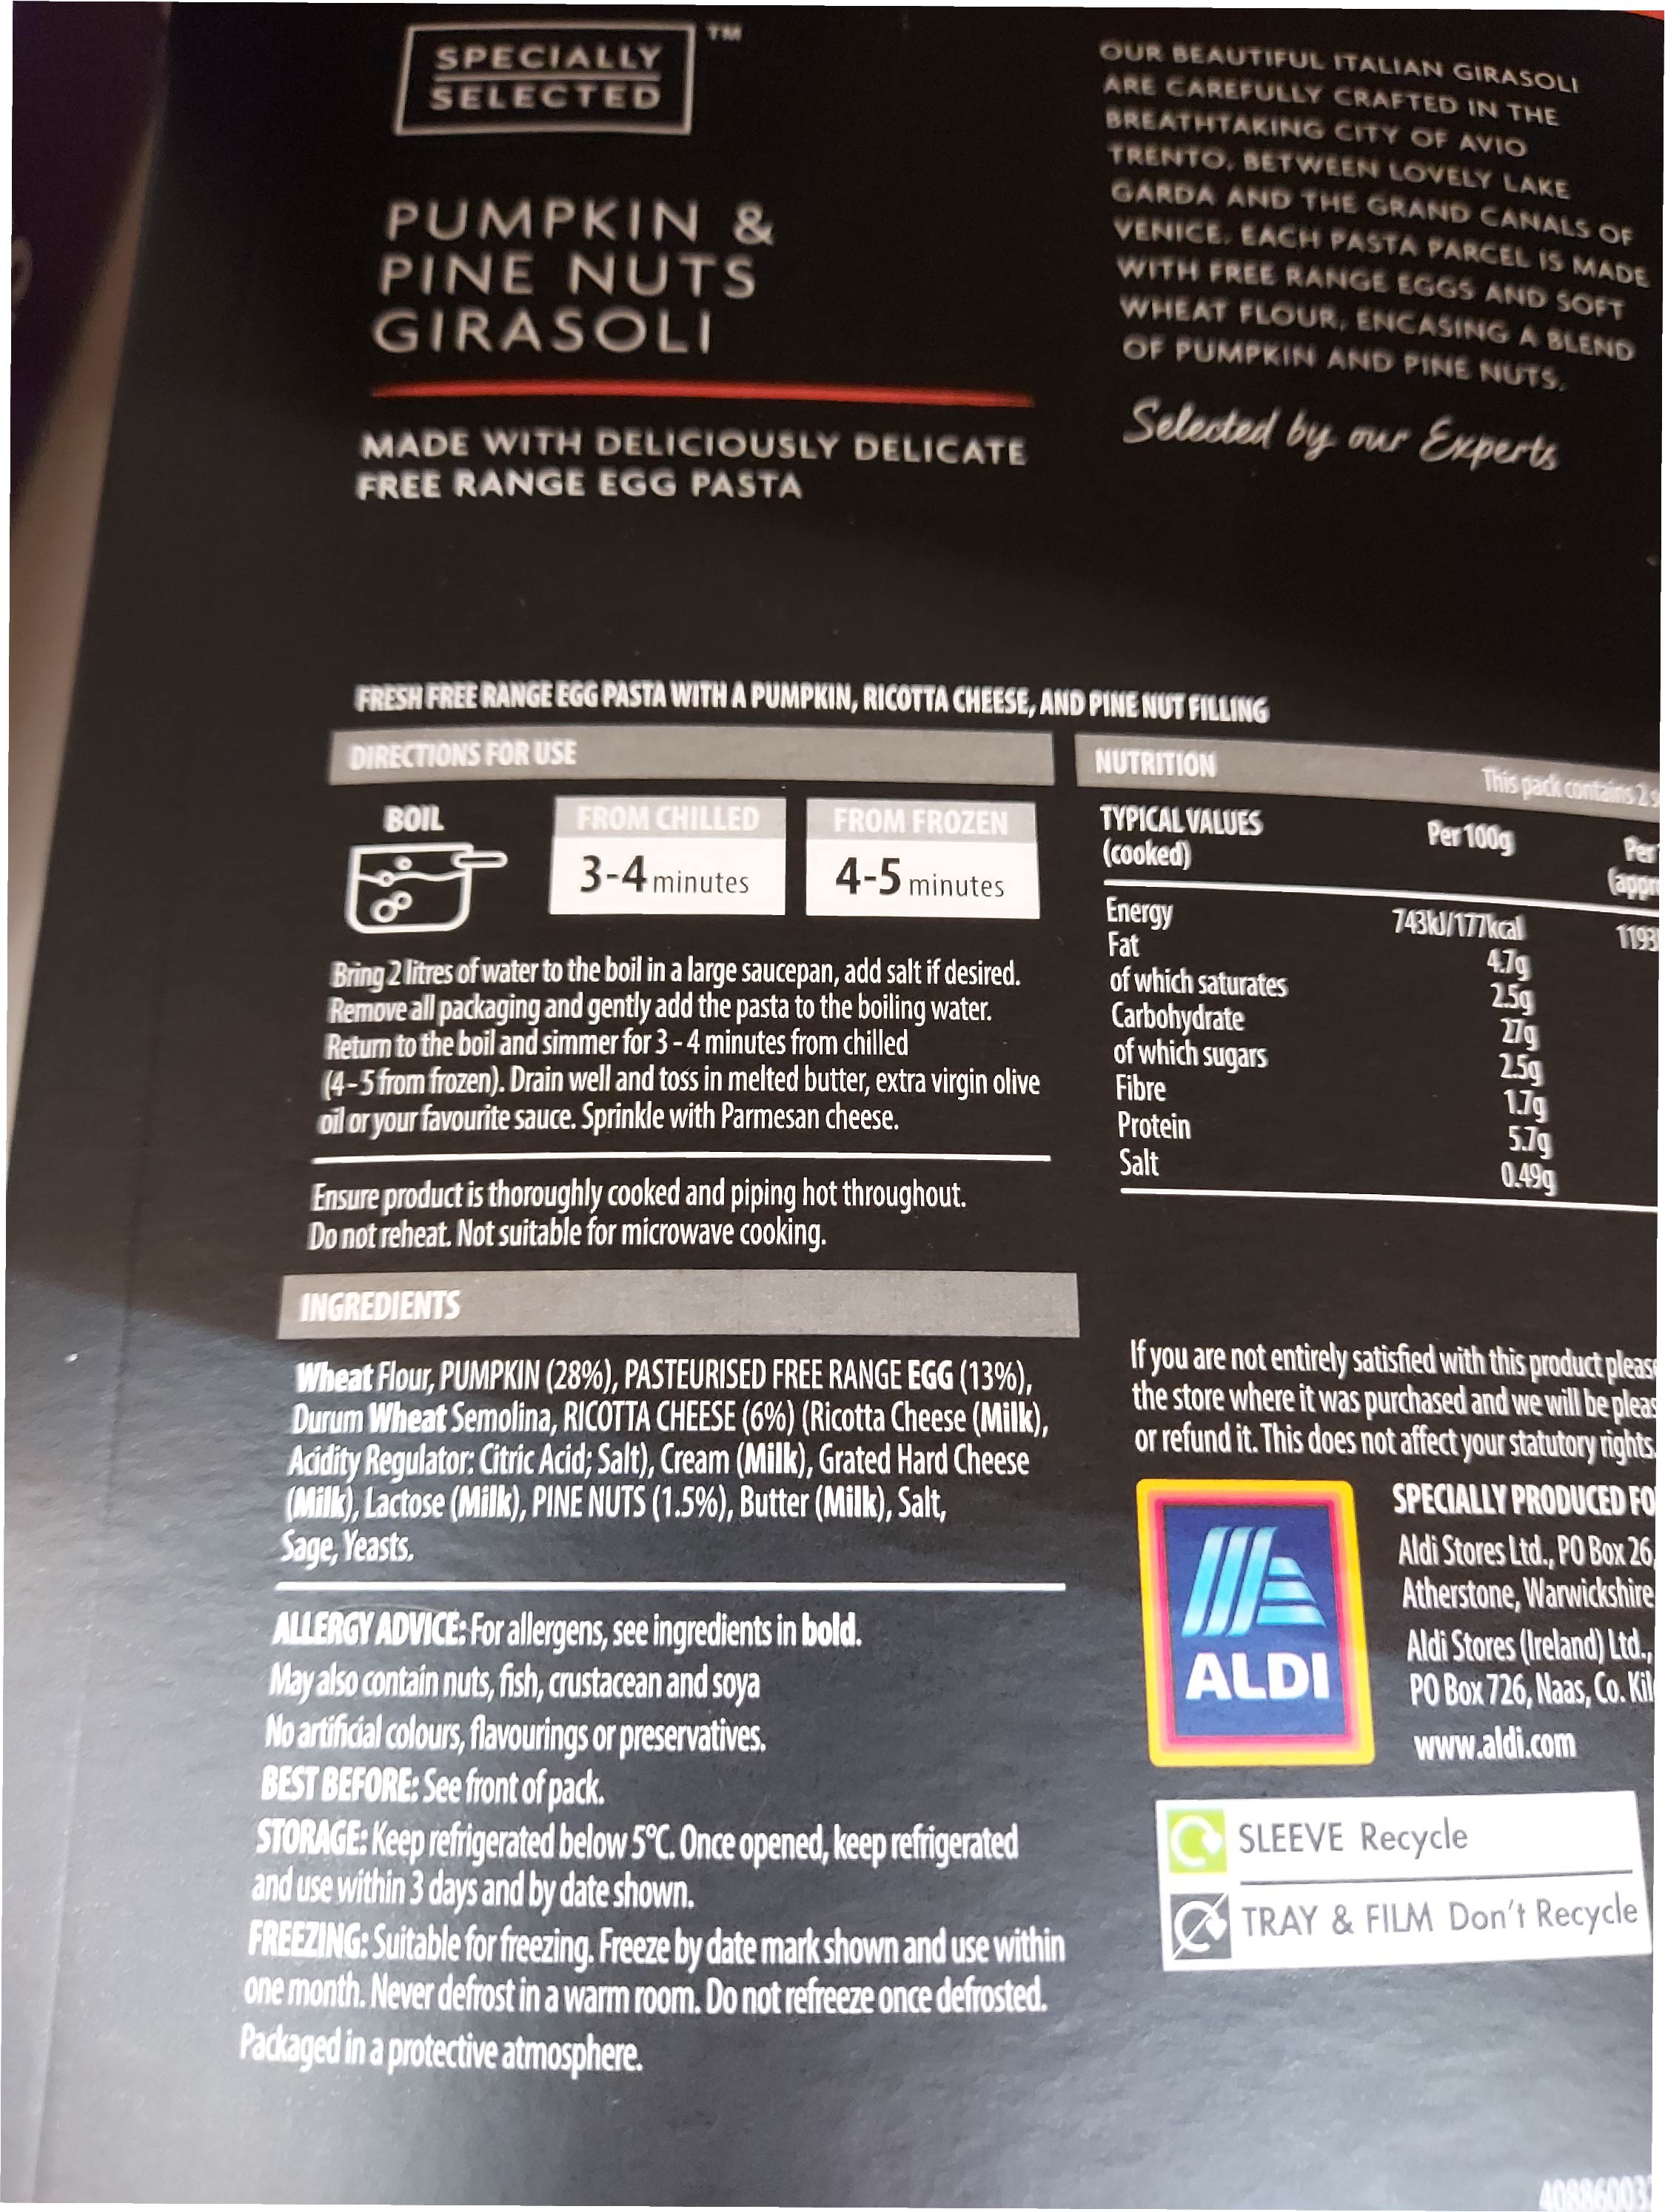 SPECIALLY
SELECTED
TM
PUMPKIN &
PINE NUTS
GIRASOLI
MADE WITH DELICIOUSLY DELICATE
FREE RANGE EGG PASTA
OUR BEAUTIFUL ITALIAN GIRASOLI
ARE CAREFULLY CRAFTED IN THE
BREATHTAKING CITY OF AVIO
TRENTO, BETWEEN LOVELY LAKE
GARDA AND THE GRAND CANALS OF
VENICE. EACH PASTA PARCEL IS MADE
WITH FREE RANGE EGGS AND SOFT
WHEAT FLOUR, ENCASING A BLEND
OF PUMPKIN AND PINE NUTS.
Selected by our Experts
FRESH FREE RANGE EGG PASTA WITH A PUMPKIN, RICOTTA CHEESE, AND PINE NUT FILLING
DIRECTIONS FOR USE
BOIL
FROM CHILLED
3-4 minutes
FROM FROZEN
4-5 minutes
Bring 2 litres of water to the boil in a large saucepan, add salt if desired.
Remove all packaging and gently add the pasta to the boiling water.
Return to the boil and simmer for 3 - 4 minutes from chilled
(4-5 from frozen). Drain well and toss in melted butter, extra virgin olive
oil or your favourite sauce. Sprinkle with Parmesan cheese.
Ensure product is thoroughly cooked and piping hot throughout.
Do not reheat. Not suitable for microwave cooking.
NUTRITION
This pack contains 2
TYPICAL VALUES Per 100g Per
(cooked)
Energy 743kJ/177kcal 1193
Fat 4.7g
of which saturates 2.5g
Carbohydrate 27g
of which sugars 2.5g
Fibre 1.7g
Protein 5.7g
Salt 0.49g
INGREDIENTS
Wheat Flour, PUMPKIN (28%), PASTEURISED FREE RANGE EGG (13%),
Durum Wheat Semolina, RICOTTA CHEESE (6%) (Ricotta Cheese (Milk),
Acidity Regulator: Citric Acid; Salt), Cream (Milk), Grated Hard Cheese
(Milk), Lactose (Milk), PINE NUTS (1.5%), Butter (Milk), Salt,
Sage, Yeasts.
ALLERGY ADVICE: For allergens, see ingredients in bold.
May also contain nuts, fish, crustacean and soya
No artificial colours, flavourings or preservatives.
BEST BEFORE: See front of pack.
STORAGE: Keep refrigerated below 5°C. Once opened, keep refrigerated
and use within 3 days and by date shown.
FREEZING: Suitable for freezing. Freeze by date mark shown and use within
one month. Never defrost in a warm room. Do not refreeze once defrosted.
Packaged in a protective atmosphere.
If you are not entirely satisfied with this product please
the store where it was purchased and we will be pleas
or refund it. This does not affect your statutory rights.
ALDI
SPECIALLY PRODUCED FO
Aldi Stores Ltd., PO Box 26,
Atherstone, Warwickshire
Aldi Stores (Ireland) Ltd.,
PO Box 726, Naas, Co. Kil
www.aldi.com
SLEEVE Recycle
TRAY & FILM Don't Recycle